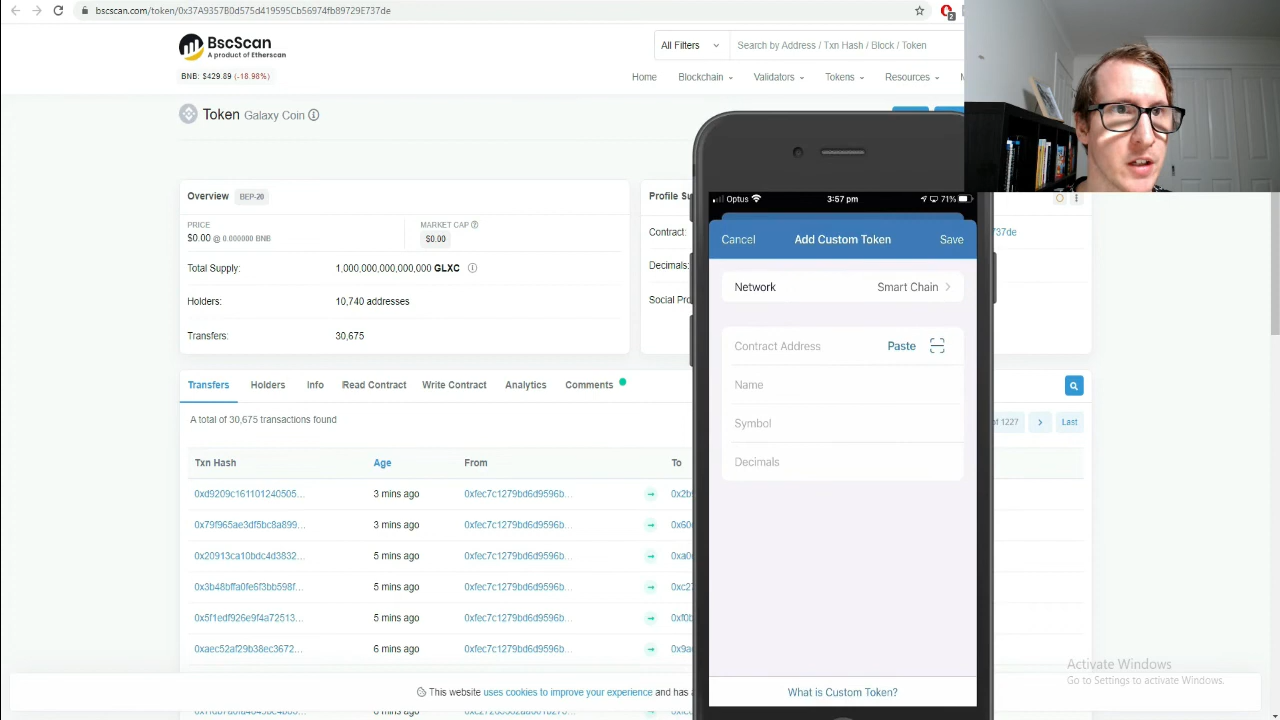 bscscan.com/token/0x37A9357B0d575d419595Cb56974fb89729E737de
2
BscScan
A product of Etherscan
All Filters
Search by Address / Txn Hash / Block / Token
BNB: $429.89 (-18.98%)
Home Blockchain Validators Tokens Resources
Token Galaxy Coin
Overview BEP-20
PRICE
$0.00 @ 0.000000 BNB
MARKET CAP
$0.00
Total Supply: 1,000,000,000,000,000 GLXC
Holders: 10,740 addresses
Transfers: 30,675
Profile Su
Contract: 737de
Decimals:
Social Pro
Transfers Holders Info Read Contract Write Contract Analytics Comments
A total of 30,675 transactions found
of 1227 Last
Txn Hash Age From To
0xd9209c161101240505... 3 mins ago 0xfec7c1279bd6d9596b...
0x79f965ae3df5bc8a899... 3 mins ago 0xfec7c1279bd6d9596b...
0x20913ca10bdc4d3832... 5 mins ago 0xfec7c1279bd6d9596b...
0x3b48bffa0fe6f3bb598f... 5 mins ago 0xfec7c1279bd6d9596b...
0x5f1edf926e9f4a72513... 5 mins ago 0xfec7c1279bd6d9596b...
0xaec52af29b38ec3672... 6 mins ago 0xfec7c1279bd6d9596b...
This website uses cookies to improve your experience and has
Optus 3:57 pm 71%
Cancel Add Custom Token Save
Network Smart Chain
Contract Address Paste
Name
Symbol
Decimals
What is Custom Token?
Activate Windows
Go to Settings to activate Windows.